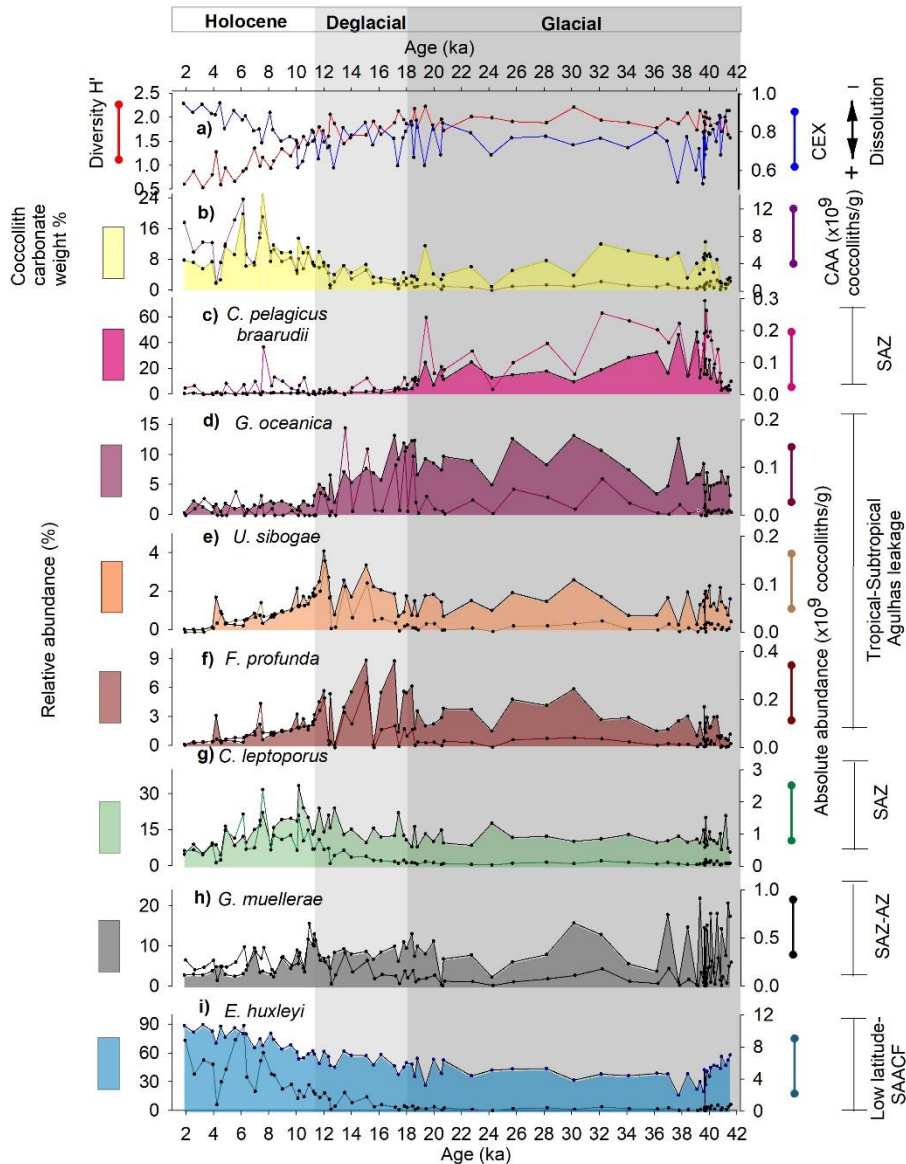 Holocene Deglacial Glacial
Age (ka)
2 4 6 8 10 12 14 16 18 20 22 24 26 28 30 32 34 36 38 40 42
Diversity H'
2.5
2.0
1.5
1.0
0.5
a)
1.0
0.8
0.6
CEX
− Dissolution +
Coccolith carbonate weight %
24
16
8
0
b)
12
8
4
0
CAA (x10⁹ coccoliths/g)
Relative abundance (%)
60
40
20
0
c) C. pelagicus
braarudii
0.3
0.2
0.1
0.0
SAZ
15
10
5
0
d) G. oceanica
0.2
0.1
0.0
Tropical-Subtropical
Agulhas leakage
4
2
0
e) U. sibogae
0.2
0.1
0.0
9
6
3
0
f) F. profunda
0.4
0.2
0.0
Absolute abundance (x10⁹ cocccoliths/g)
30
15
0
g) C. leptoporus
3
2
1
0
SAZ
20
10
0
h) G. muellerae
1.0
0.5
0.0
SAZ-AZ
90
60
30
0
i) E. huxleyi
12
8
4
0
Low latitude-
SAACF
2 4 6 8 10 12 14 16 18 20 22 24 26 28 30 32 34 36 38 40 42
Age (ka)